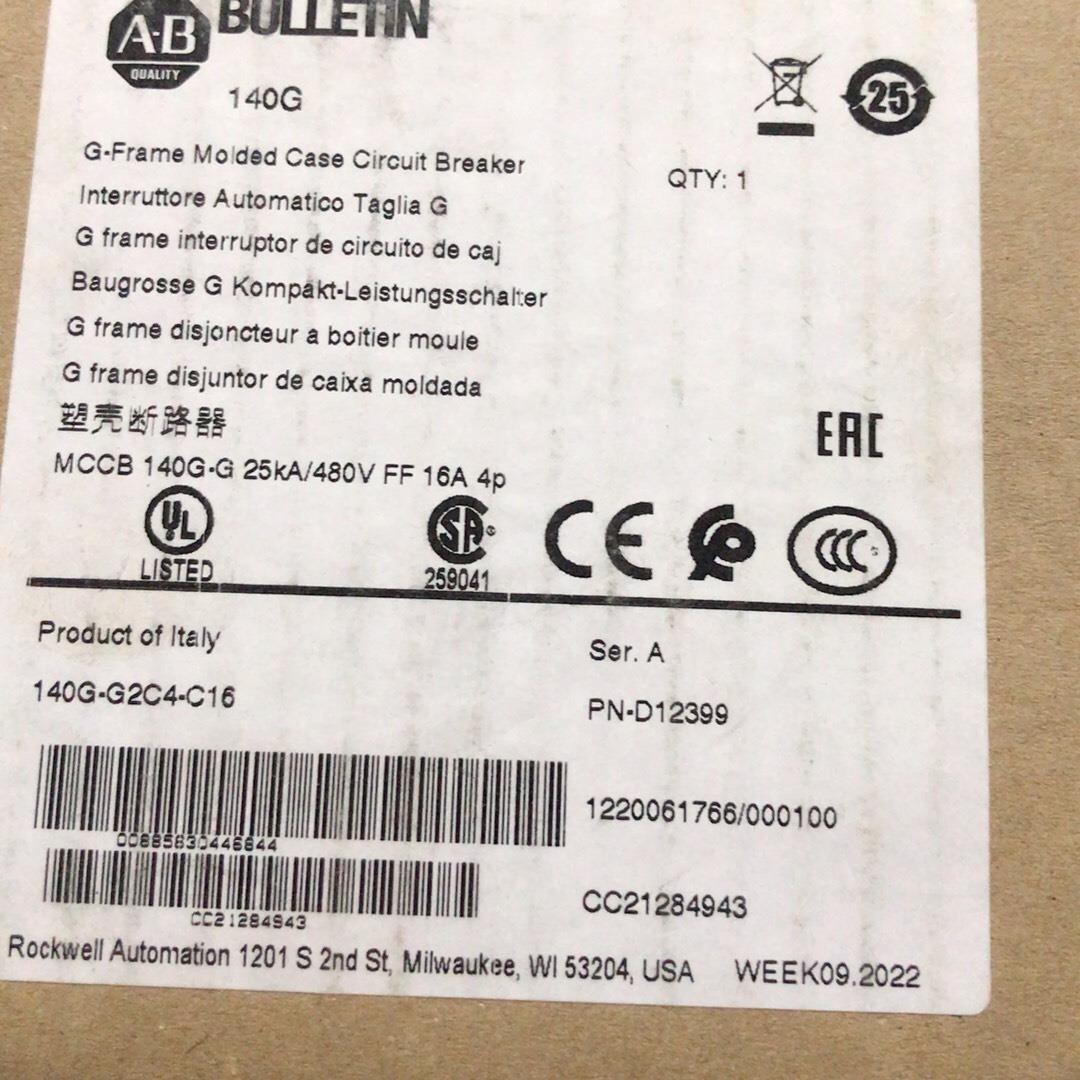 A-B
QUALITY
BULLETIN
140G
25
G-Frame Molded Case Circuit Breaker
QTY: 1
Interruttore Automatico Taglia G
G frame interruptor de circuito de caj
Baugrosse G Kompakt-Leistungsschalter
G frame disjoncteur a boitier moule
G frame disjuntor de caixa moldada
塑壳断路器
EAC
MCCB 140G-G 25kA/480V FF 16A 4p
UL
LISTED
SA
259041
CE
CCC S
Product of Italy
Ser. A
140G-G2C4-C16
PN-D12399
1220061766/000100
00885630446844
CC21284943
CC21284943
Rockwell Automation 1201 S 2nd St, Milwaukee, WI 53204, USA
WEEK09.2022